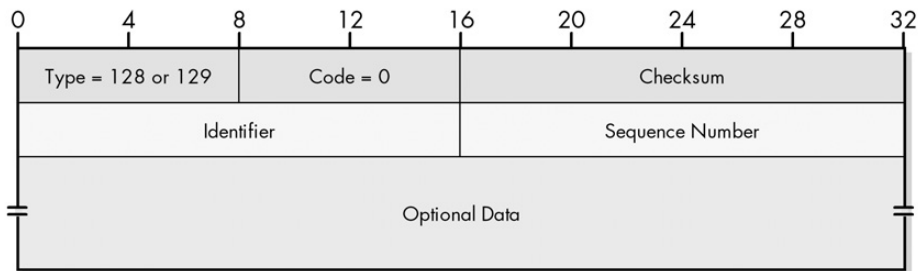 0 4 8 12 16 20 24 28 32
Type = 128 or 129 Code = 0 Checksum
Identifier Sequence Number
Optional Data